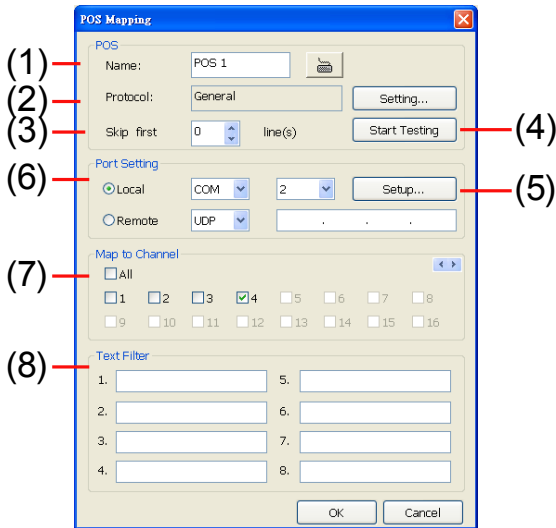 POS Mapping
POS
(1) Name: POS 1
(2) Protocol: General Setting...
(3) Skip first 0 line(s) Start Testing (4)
Port Setting
(6) Local COM 2 Setup... (5)
Remote UDP . . .
Map to Channel
(7) All
1 2 3 4 5 6 7 8
9 10 11 12 13 14 15 16
(8) Text Filter
1. 5.
2. 6.
3. 7.
4. 8.
OK Cancel